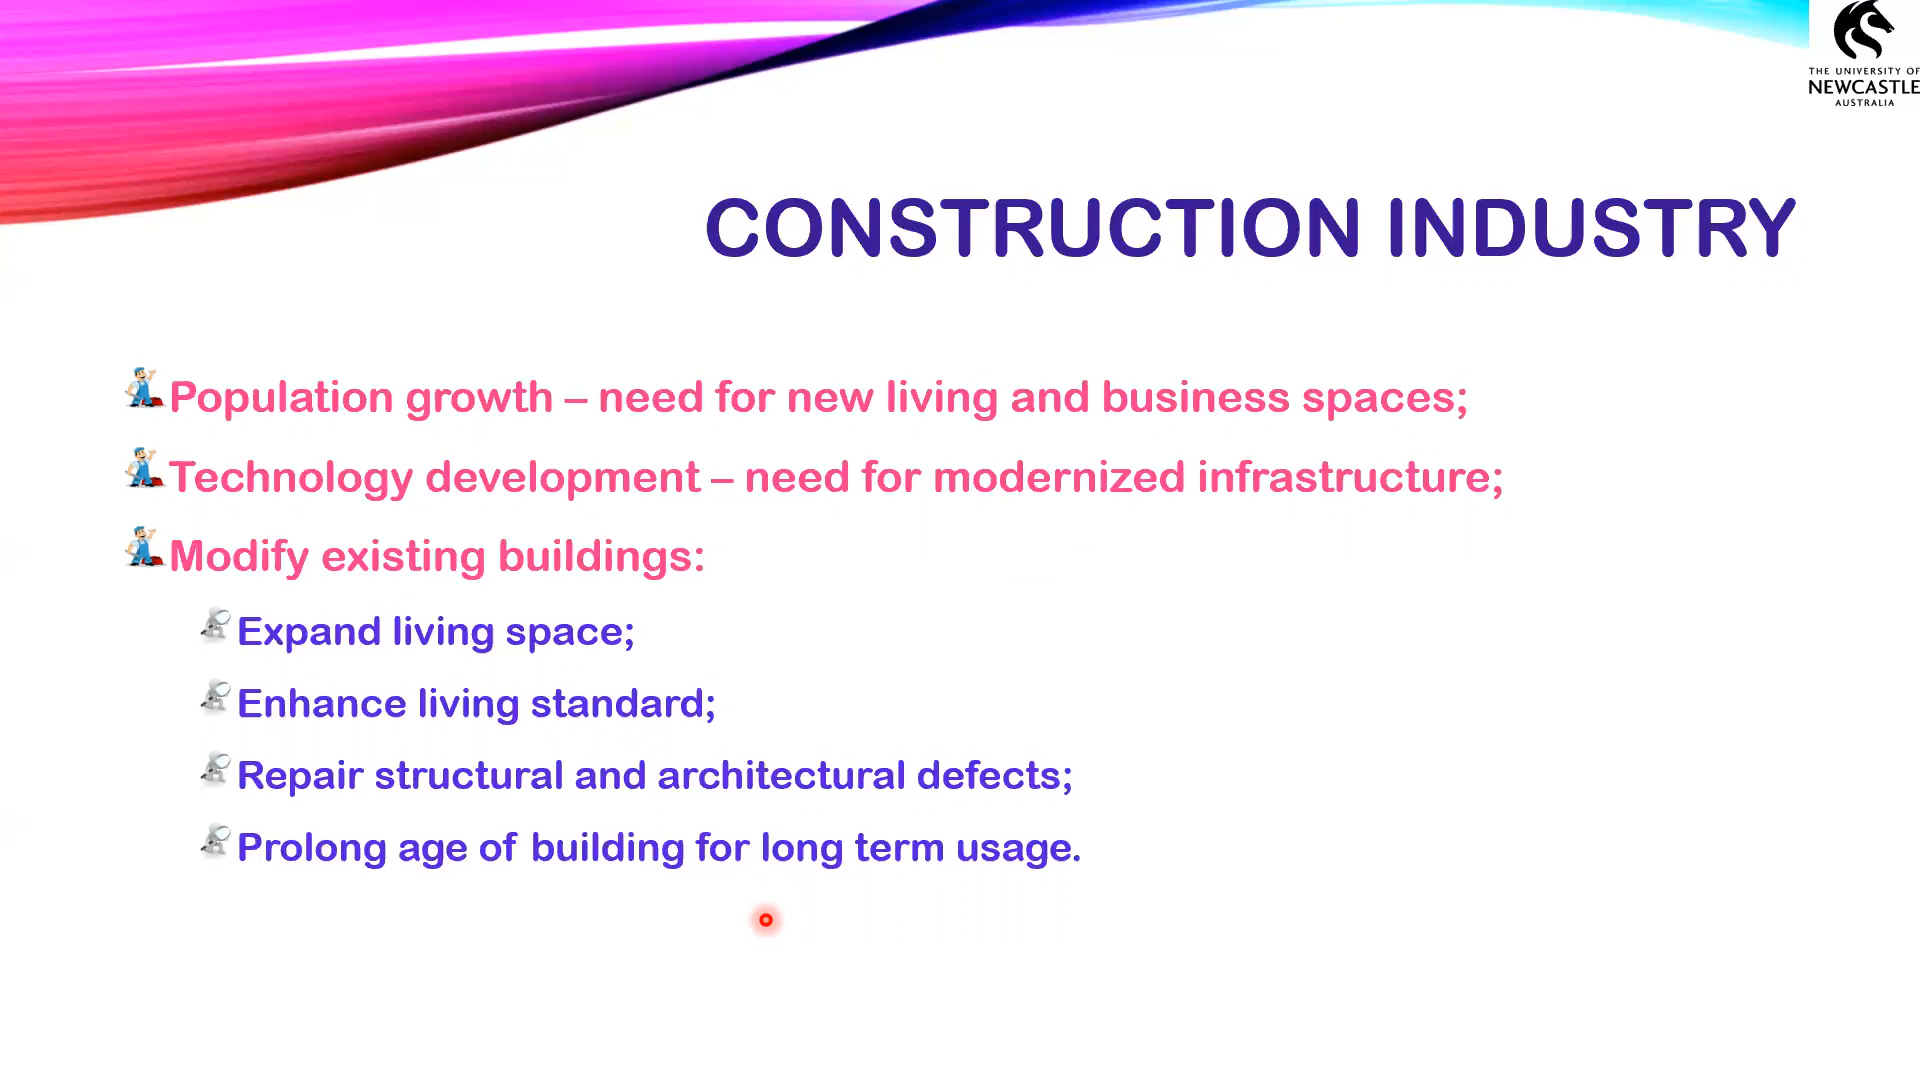 THE UNIVERSITY OF
NEWCASTLE
AUSTRALIA
CONSTRUCTION INDUSTRY
Population growth – need for new living and business spaces;
Technology development – need for modernized infrastructure;
Modify existing buildings:
Expand living space;
Enhance living standard;
Repair structural and architectural defects;
Prolong age of building for long term usage.